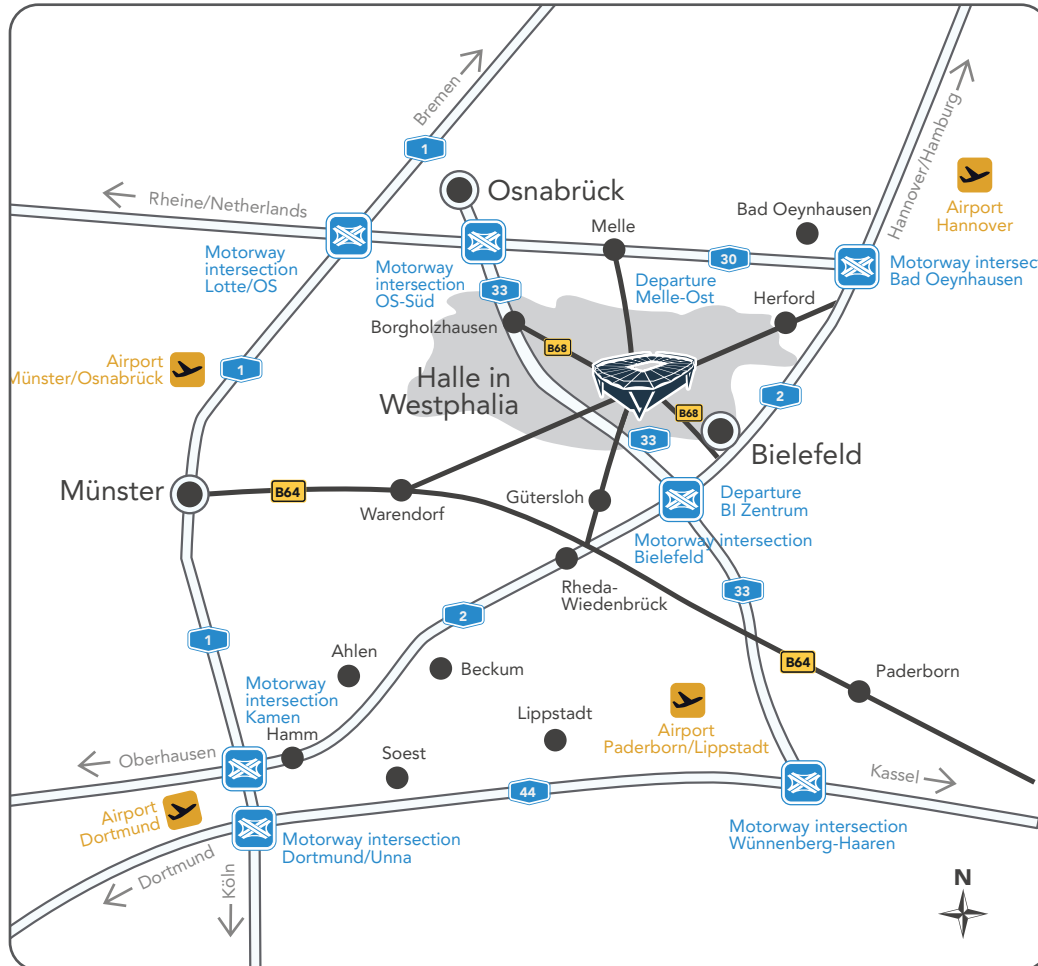 Bremen
1
Osnabrück
Rheine/Netherlands
Hannover/Hamburg
Airport
Hannover
Bad Oeynhausen
Melle
Motorway
intersection
Lotte/OS
Motorway
intersection
OS-Süd
30
Departure
Melle-Ost
Motorway intersec
Bad Oeynhausen
33
Herford
Borgholzhausen
B68
Airport
Münster/Osnabrück
1
Halle in
Westphalia
2
B68
33
Bielefeld
Münster
B64
Warendorf
Gütersloh
Departure
BI Zentrum
Motorway intersection
Bielefeld
Rheda-
Wiedenbrück
33
2
1
Ahlen
Beckum
B64
Paderborn
Motorway
intersection
Kamen
Hamm
Lippstadt
Airport
Paderborn/Lippstadt
Oberhausen
Soest
Kassel
44
Airport
Dortmund
Motorway intersection
Dortmund/Unna
Motorway intersection
Wünnenberg-Haaren
Dortmund
Köln
N